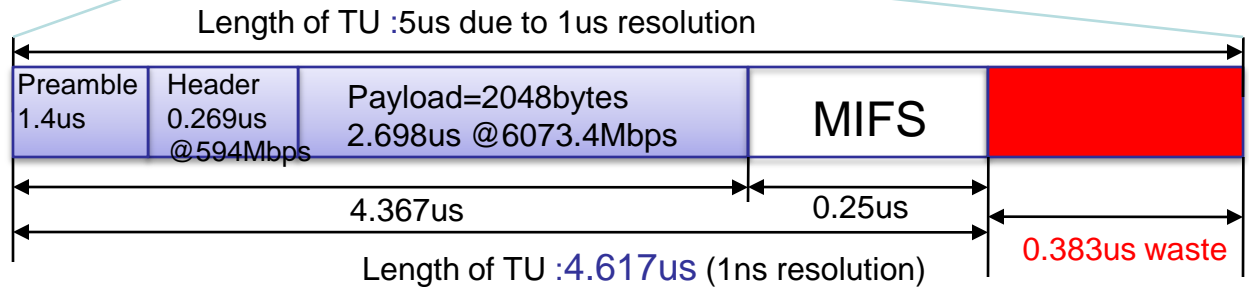 Length of TU :5us due to 1us resolution
Preamble
1.4us
Header
0.269us
@594Mbps
Payload=2048bytes
2.698us @6073.4Mbps
MIFS
4.367us
0.25us
0.383us waste
Length of TU :4.617us (1ns resolution)